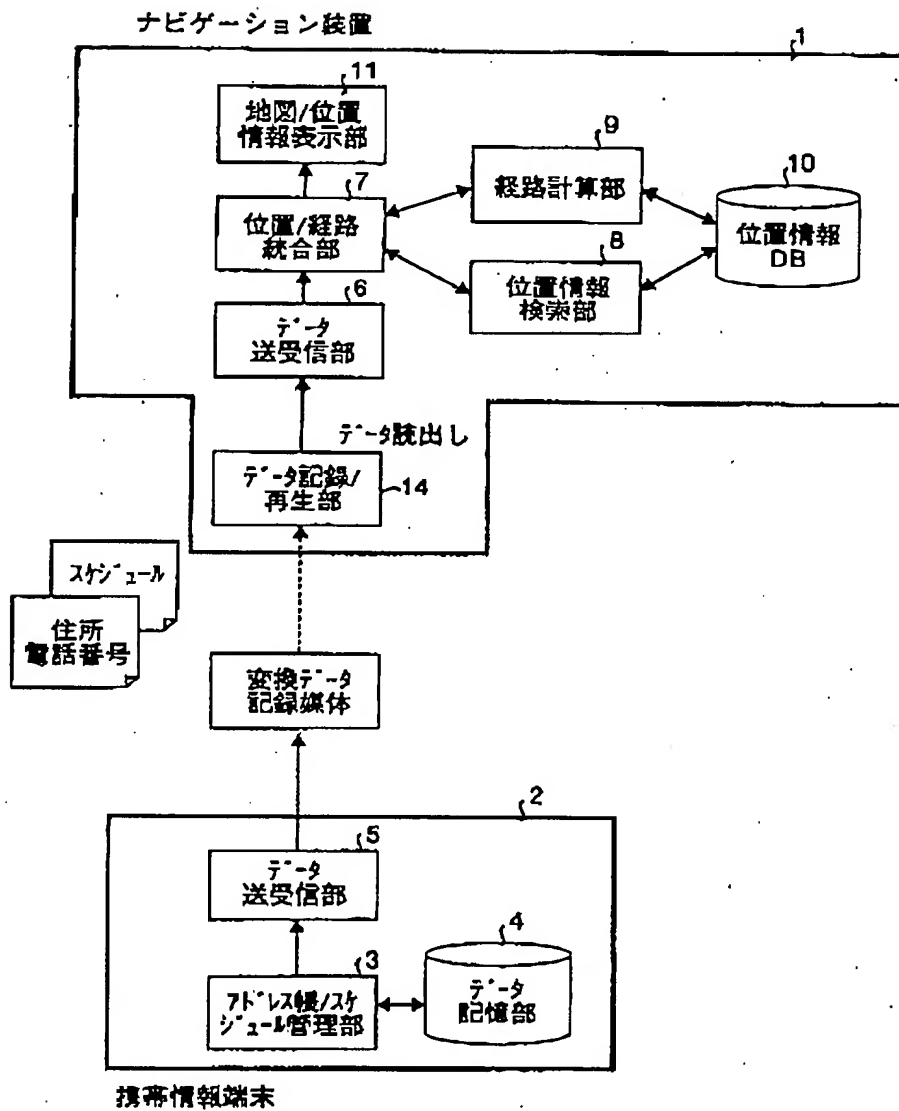 ナビゲーション装置
1
11
地図/位置
情報表示部
9
経路計算部
7
位置/経路
統合部
10
位置情報
DB
8
位置情報
検索部
6
データ
送受信部
データ読出し
データ記録/
再生部
14
スケジュール
住所
電話番号
変換データ
記録媒体
2
5
データ
送受信部
4
データ
記憶部
3
アドレス帳/スケ
ジュール管理部
携帯情報端末